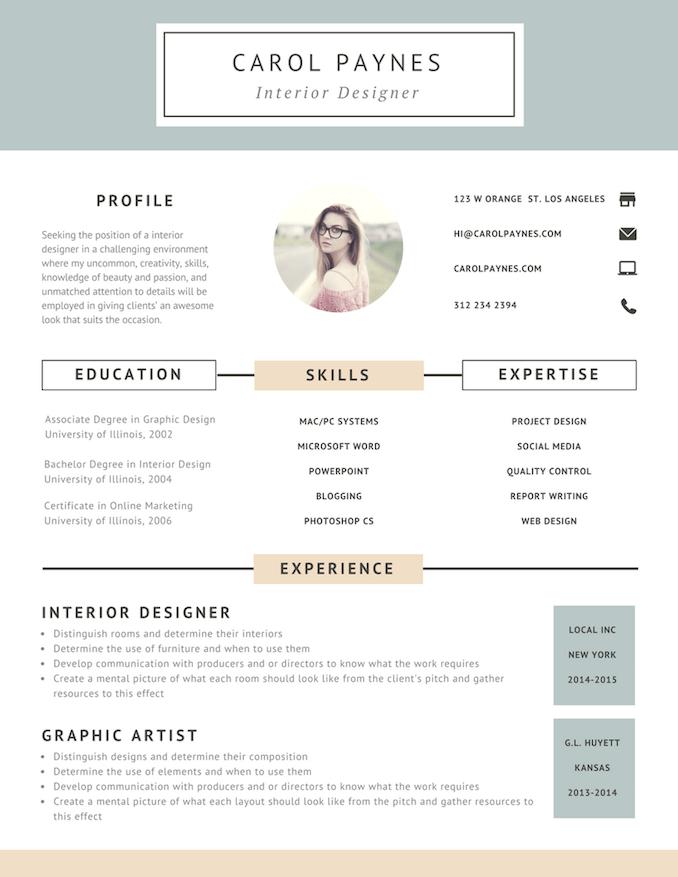 CAROL PAYNES
Interior Designer
PROFILE
Seeking the position of a interior
designer in a challenging environment
where my uncommon, creativity, skills,
knowledge of beauty and passion, and
unmatched attention to details will be
employed in giving clients' an awesome
look that suits the occasion.
123 W ORANGE ST. LOS ANGELES
HI@CAROLPAYNES.COM
CAROLPAYNES.COM
312 234 2394
EDUCATION
Associate Degree in Graphic Design
University of Illinois, 2002
Bachelor Degree in Interior Design
University of Illinois, 2004
Certificate in Online Marketing
University of Illinois, 2006
SKILLS
MAC/PC SYSTEMS
MICROSOFT WORD
POWERPOINT
BLOGGING
PHOTOSHOP CS
EXPERTISE
PROJECT DESIGN
SOCIAL MEDIA
QUALITY CONTROL
REPORT WRITING
WEB DESIGN
EXPERIENCE
INTERIOR DESIGNER
• Distinguish rooms and determine their interiors
• Determine the use of furniture and when to use them
• Develop communication with producers and or directors to know what the work requires
• Create a mental picture of what each room should look like from the client's pitch and gather
resources to this effect
LOCAL INC
NEW YORK
2014-2015
GRAPHIC ARTIST
• Distinguish designs and determine their composition
• Determine the use of elements and when to use them
• Develop communication with producers and or directors to know what the work requires
• Create a mental picture of what each layout should look like from the pitch and gather resources to
this effect
G.L. HUYETT
KANSAS
2013-2014